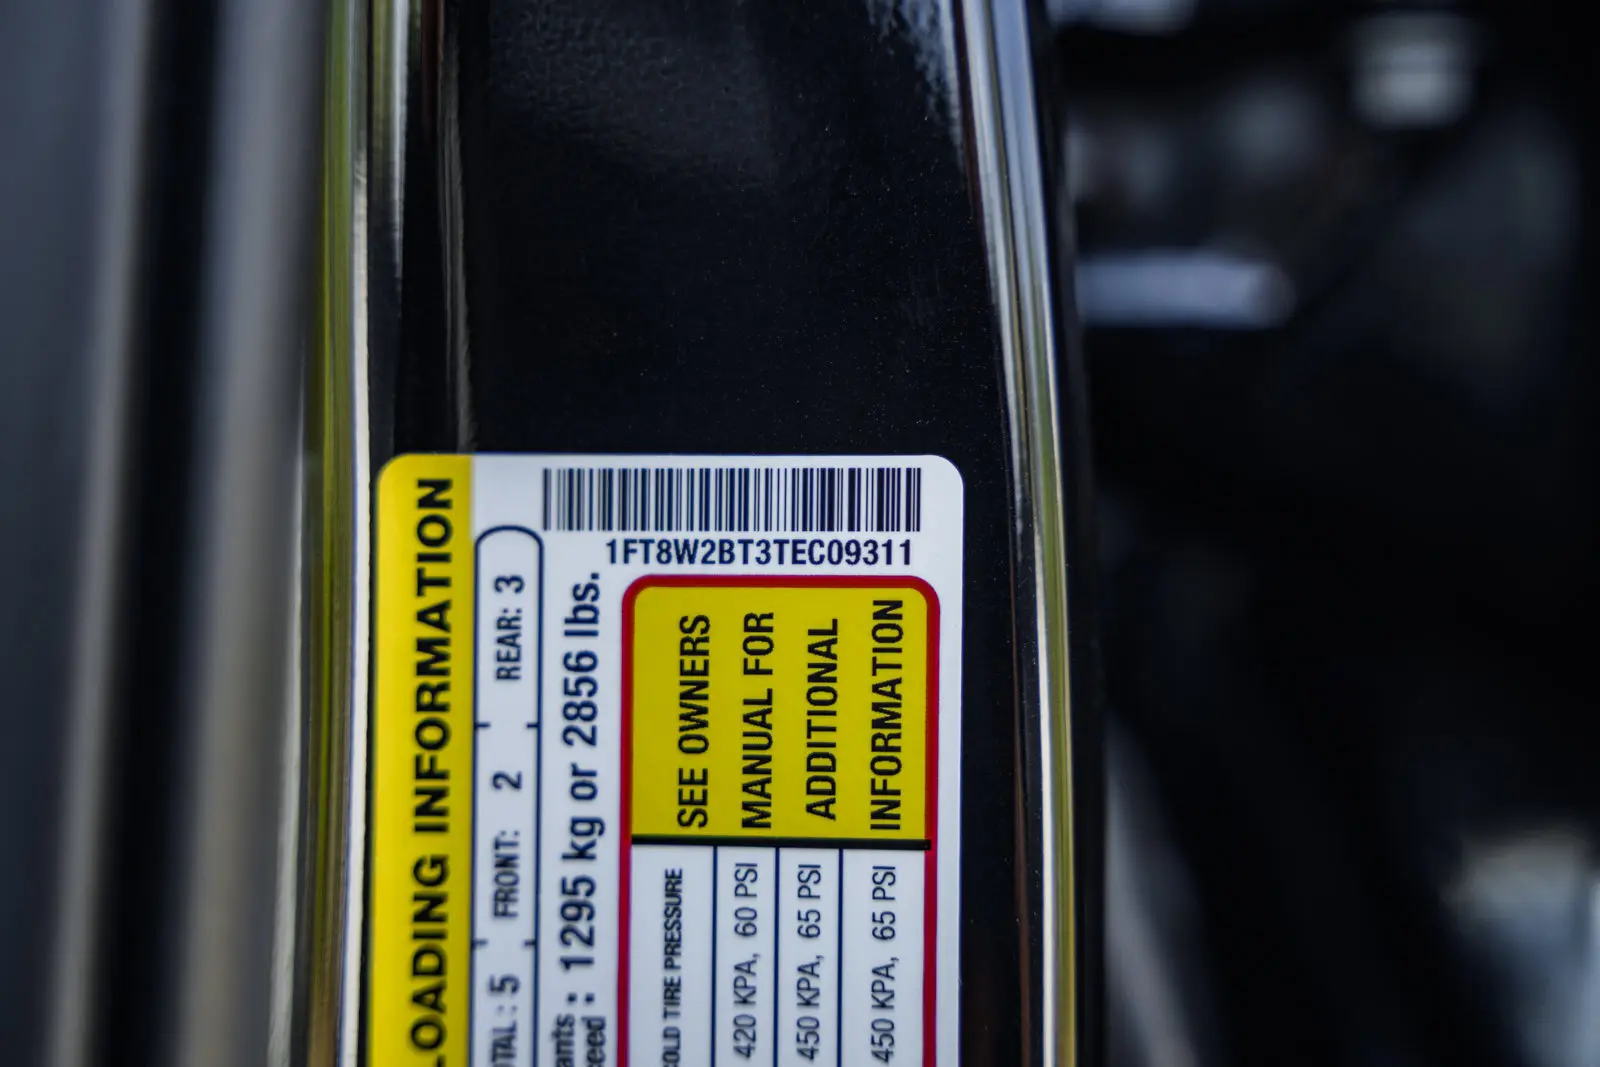 1FT8W2BT3TEC09311
LOADING INFORMATION
TOTAL : 5 FRONT: 2 REAR: 3
1295 kg or 2856 lbs.
COLD TIRE PRESSURE
420 KPA, 60 PSI
450 KPA, 65 PSI
450 KPA, 65 PSI
SEE OWNERS
MANUAL FOR
ADDITIONAL
INFORMATION